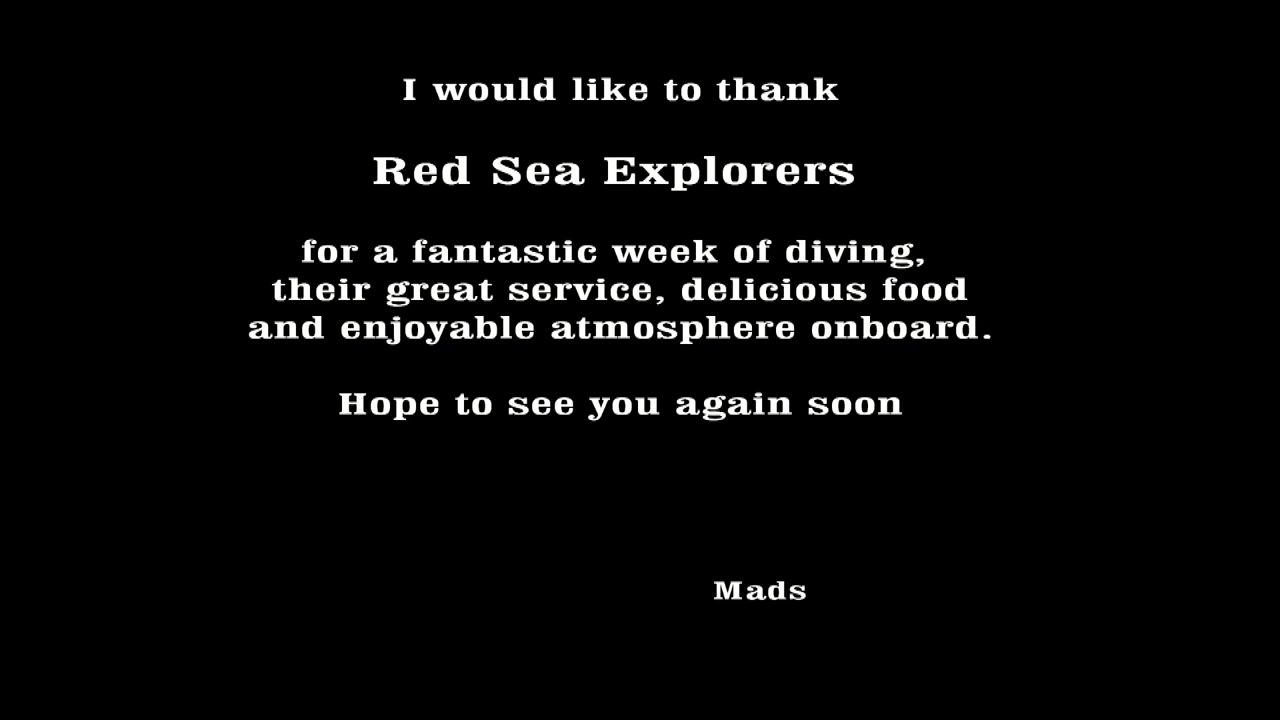 I would like to thank
Red Sea Explorers
for a fantastic week of diving,
their great service, delicious food
and enjoyable atmosphere onboard.
Hope to see you again soon
Mads